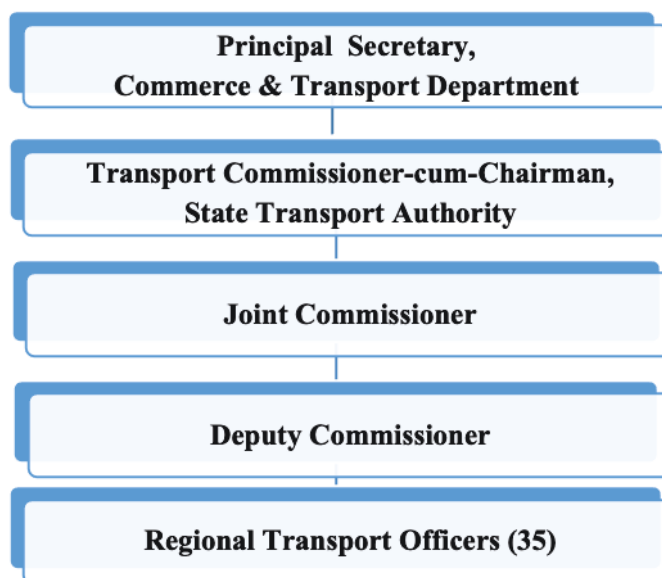 Principal Secretary,
Commerce & Transport Department
Transport Commissioner-cum-Chairman,
State Transport Authority
Joint Commissioner
Deputy Commissioner
Regional Transport Officers (35)